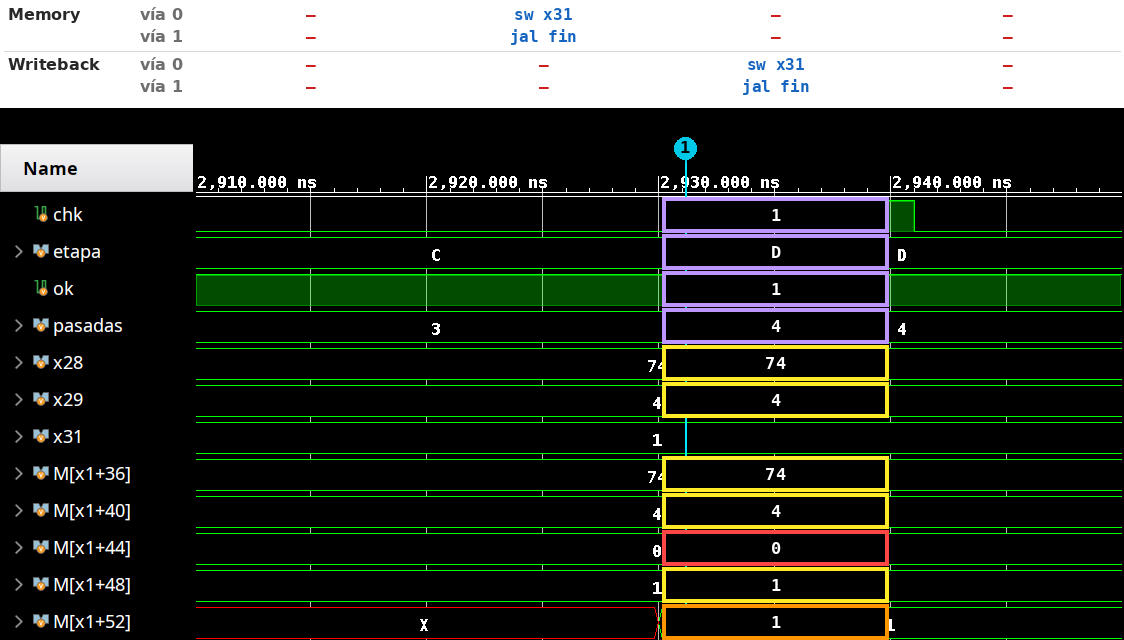 Memory vía 0 – sw x31 – –
vía 1 – jal fin – –
Writeback vía 0 – – sw x31 –
vía 1 – – jal fin –
1
Name 2,910.000 ns 2,920.000 ns 2,930.000 ns 2,940.000 ns
chk 1
etapa C D D
ok 1
pasadas 3 4 4
x28 74 74
x29 4 4
x31 1
M[x1+36] 74 74
M[x1+40] 4 4
M[x1+44] 0 0
M[x1+48] 1 1
M[x1+52] X 1 1